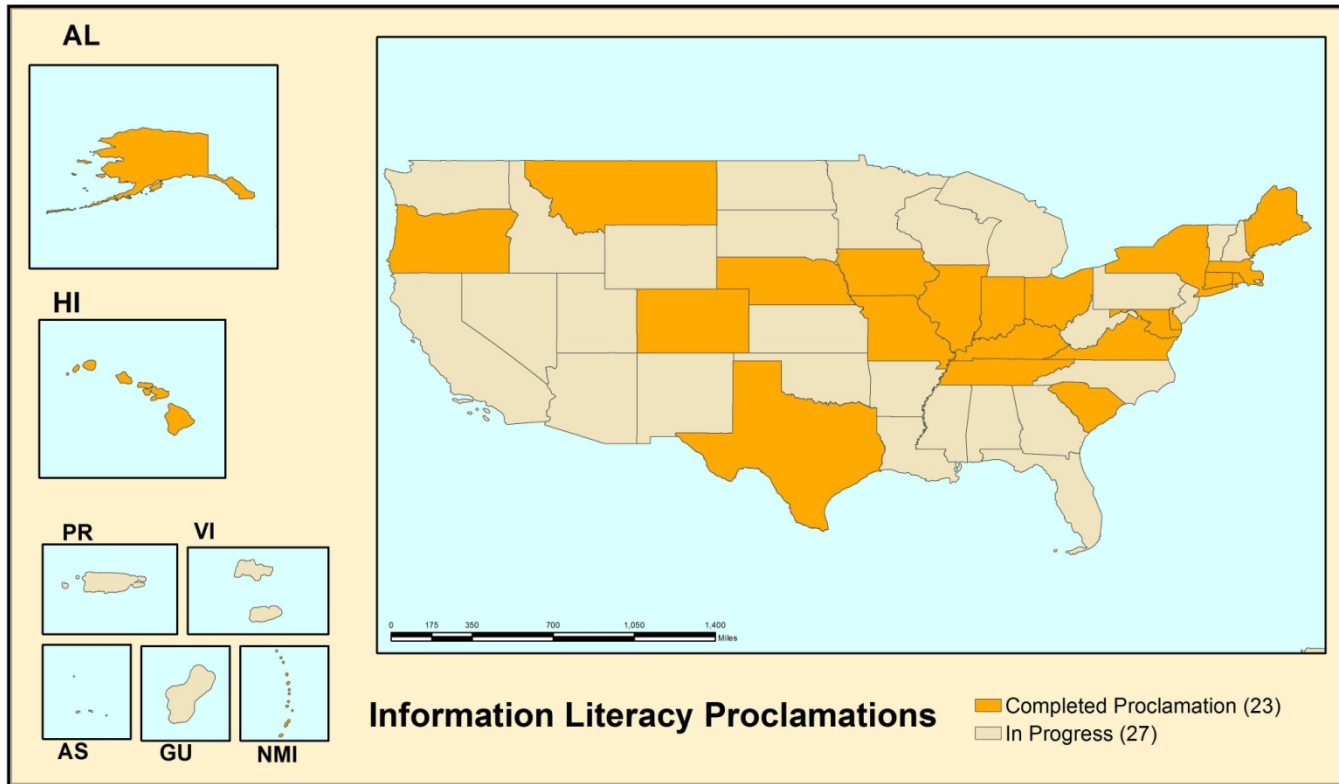 AL
HI
PR
VI
AS
GU
NMI
0 175 350 700 1,050 1,400
Miles
Information Literacy Proclamations
Completed Proclamation (23)
In Progress (27)